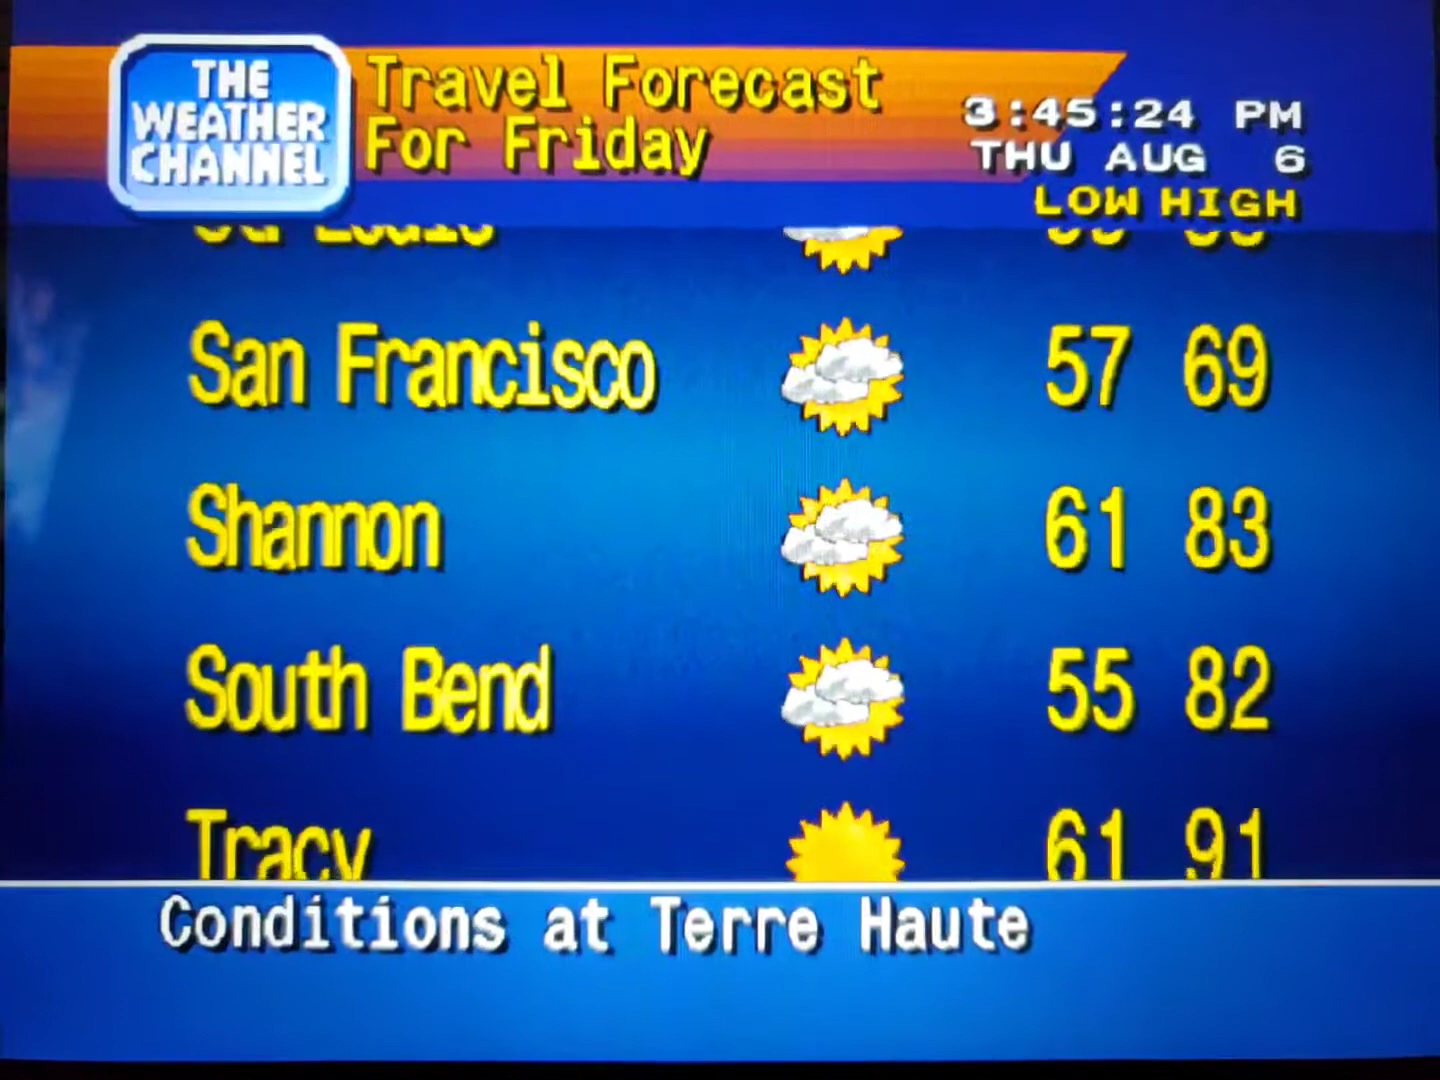 THE
WEATHER
CHANNEL
Travel Forecast
For Friday
3:45:24 PM
THU AUG 6
LOW HIGH
San Francisco 57 69
Shannon 61 83
South Bend 55 82
Tracy 61 91
Conditions at Terre Haute